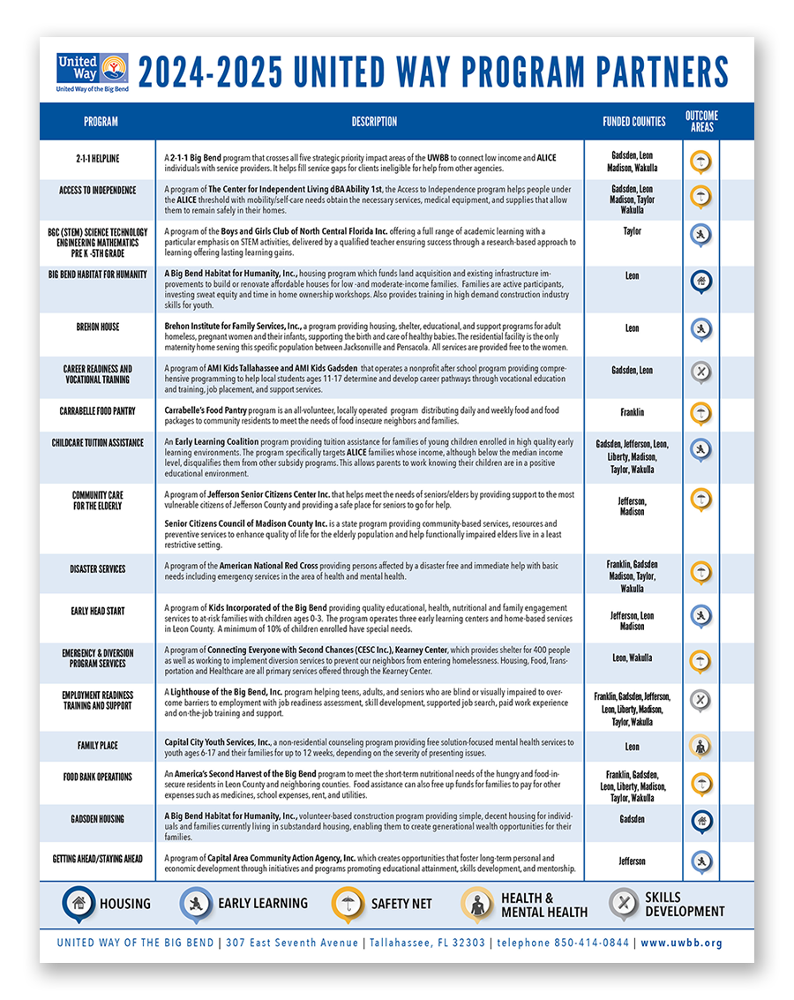 United
Way
United Way of the Big Bend
2024-2025 UNITED WAY PROGRAM PARTNERS
PROGRAM
DESCRIPTION
FUNDED COUNTIES
OUTCOME
AREAS
2-1-1 HELPLINE
A 2-1-1 Big Bend program that crosses all five strategic priority impact areas of the UWBB to connect low income and ALICE
individuals with service providers. It helps fill service gaps for clients ineligible for help from other agencies.
Gadsden, Leon
Madison, Wakulla
ACCESS TO INDEPENDENCE
A program of The Center for Independent Living dBA Ability 1st, the Access to Independence program helps people under
the ALICE threshold with mobility/self-care needs obtain the necessary services, medical equipment, and supplies that allow
them to remain safely in their homes.
Gadsden, Leon
Madison, Taylor
Wakulla
BGC (STEM) SCIENCE TECHNOLOGY
ENGINEERING MATHEMATICS
PRE K -5TH GRADE
A program of the Boys and Girls Club of North Central Florida Inc. offering a full range of academic learning with a
particular emphasis on STEM activities, delivered by a qualified teacher ensuring success through a research-based approach to
learning offering lasting learning gains.
Taylor
BIG BEND HABITAT FOR HUMANITY
A Big Bend Habitat for Humanity, Inc., housing program which funds land acquisition and existing infrastructure im-
provements to build or renovate affordable houses for low -and moderate-income families. Families are active participants,
investing sweat equity and time in home ownership workshops. Also provides training in high demand construction industry
skills for youth.
Leon
BREHON HOUSE
Brehon Institute for Family Services, Inc., a program providing housing, shelter, educational, and support programs for adult
homeless, pregnant women and their infants, supporting the birth and care of healthy babies. The residential facility is the only
maternity home serving this specific population between Jacksonville and Pensacola. All services are provided free to the women.
Leon
CAREER READINESS AND
VOCATIONAL TRAINING
A program of AMI Kids Tallahassee and AMI Kids Gadsden that operates a nonprofit after school program providing compre-
hensive programming to help local students ages 11-17 determine and develop career pathways through vocational education
and training, job placement, and support services.
Gadsden, Leon
CARRABELLE FOOD PANTRY
Carrabelle's Food Pantry program is an all-volunteer, locally operated program distributing daily and weekly food and food
packages to community residents to meet the needs of food insecure neighbors and families.
Franklin
CHILDCARE TUITION ASSISTANCE
An Early Learning Coalition program providing tuition assistance for families of young children enrolled in high quality early
learning environments. The program specifically targets ALICE families whose income, although below the median income
level, disqualifies them from other subsidy programs. This allows parents to work knowing their children are in a positive
educational environment.
Gadsden, Jefferson, Leon,
Liberty, Madison,
Taylor, Wakulla
COMMUNITY CARE
FOR THE ELDERLY
A program of Jefferson Senior Citizens Center Inc. that helps meet the needs of seniors/elders by providing support to the most
vulnerable citizens of Jefferson County and providing a safe place for seniors to go for help.
Senior Citizens Council of Madison County Inc. is a state program providing community-based services, resources and
preventive services to enhance quality of life for the elderly population and help functionally impaired elders live in a least
restrictive setting.
Jefferson,
Madison
DISASTER SERVICES
A program of the American National Red Cross providing persons affected by a disaster free and immediate help with basic
needs including emergency services in the area of health and mental health.
Franklin, Gadsden
Madison, Taylor,
Wakulla
EARLY HEAD START
A program of Kids Incorporated of the Big Bend providing quality educational, health, nutritional and family engagement
services to at-risk families with children ages 0-3. The program operates three early learning centers and home-based services
in Leon County. A minimum of 10% of children enrolled have special needs.
Jefferson, Leon
Madison
EMERGENCY & DIVERSION
PROGRAM SERVICES
A program of Connecting Everyone with Second Chances (CESC Inc.), Kearney Center, which provides shelter for 400 people
as well as working to implement diversion services to prevent our neighbors from entering homelessness. Housing, Food, Trans-
portation and Healthcare are all primary services offered through the Kearney Center.
Leon, Wakulla
EMPLOYMENT READINESS
TRAINING AND SUPPORT
A Lighthouse of the Big Bend, Inc. program helping teens, adults, and seniors who are blind or visually impaired to over-
come barriers to employment with job readiness assessment, skill development, supported job search, paid work experience
and on-the-job training and support.
Franklin, Gadsden, Jefferson,
Leon, Liberty, Madison,
Taylor, Wakulla
FAMILY PLACE
Capital City Youth Services, Inc., a non-residential counseling program providing free solution-focused mental health services to
youth ages 6-17 and their families for up to 12 weeks, depending on the severity of presenting issues.
Leon
FOOD BANK OPERATIONS
An America's Second Harvest of the Big Bend program to meet the short-term nutritional needs of the hungry and food-in-
secure residents in Leon County and neighboring counties. Food assistance can also free up funds for families to pay for other
expenses such as medicines, school expenses, rent, and utilities.
Franklin, Gadsden,
Leon, Liberty, Madison,
Taylor, Wakulla
GADSDEN HOUSING
A Big Bend Habitat for Humanity, Inc., volunteer-based construction program providing simple, decent housing for individ-
uals and families currently living in substandard housing, enabling them to create generational wealth opportunities for their
families.
Gadsden
GETTING AHEAD/STAYING AHEAD
A program of Capital Area Community Action Agency, Inc. which creates opportunities that foster long-term personal and
economic development through initiatives and programs promoting educational attainment, skills development, and mentorship.
Jefferson
HOUSING
EARLY LEARNING
SAFETY NET
HEALTH &
MENTAL HEALTH
SKILLS
DEVELOPMENT
UNITED WAY OF THE BIG BEND | 307 East Seventh Avenue | Tallahassee, FL 32303 | telephone 850-414-0844 | www.uwbb.org